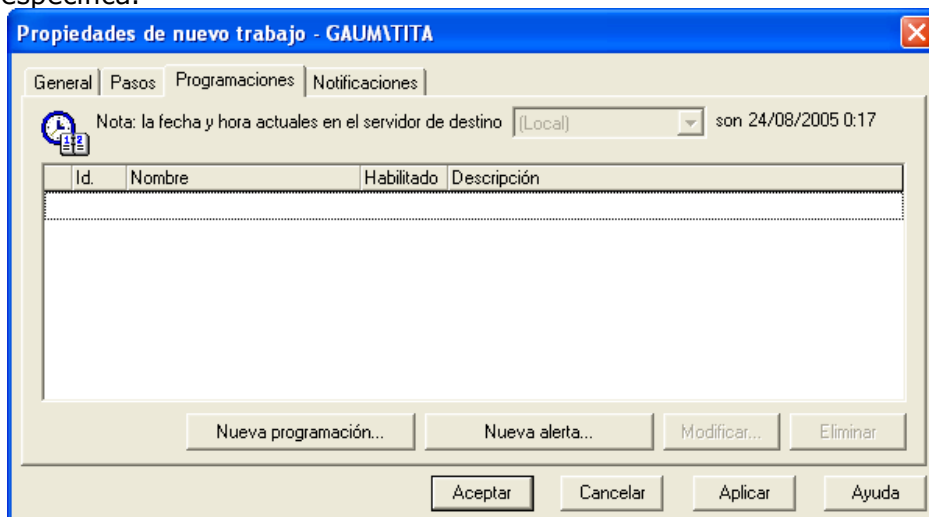 específica.
Propiedades de nuevo trabajo - GAUM\TITA
General Pasos Programaciones Notificaciones
Nota: la fecha y hora actuales en el servidor de destino (Local) son 24/08/2005 0:17
Id. Nombre Habilitado Descripción
Nueva programación... Nueva alerta... Modificar... Eliminar
Aceptar Cancelar Aplicar Ayuda